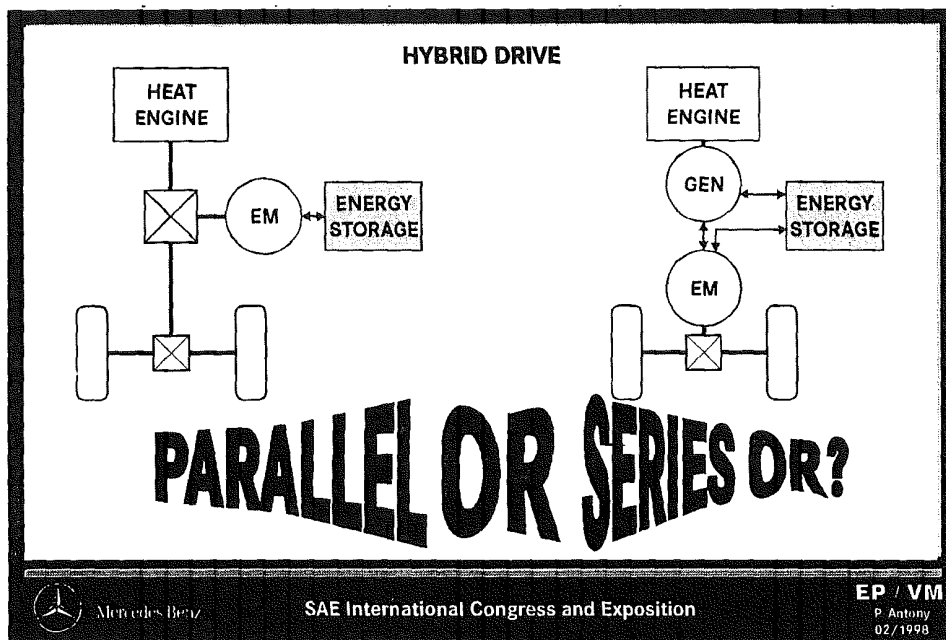 HYBRID DRIVE
HEAT
ENGINE
EM
ENERGY
STORAGE
HEAT
ENGINE
GEN
ENERGY
STORAGE
EM
PARALLEL OR SERIES OR?
Mercedes Benz
SAE International Congress and Exposition
EP / VM
P. Antony
02/1998